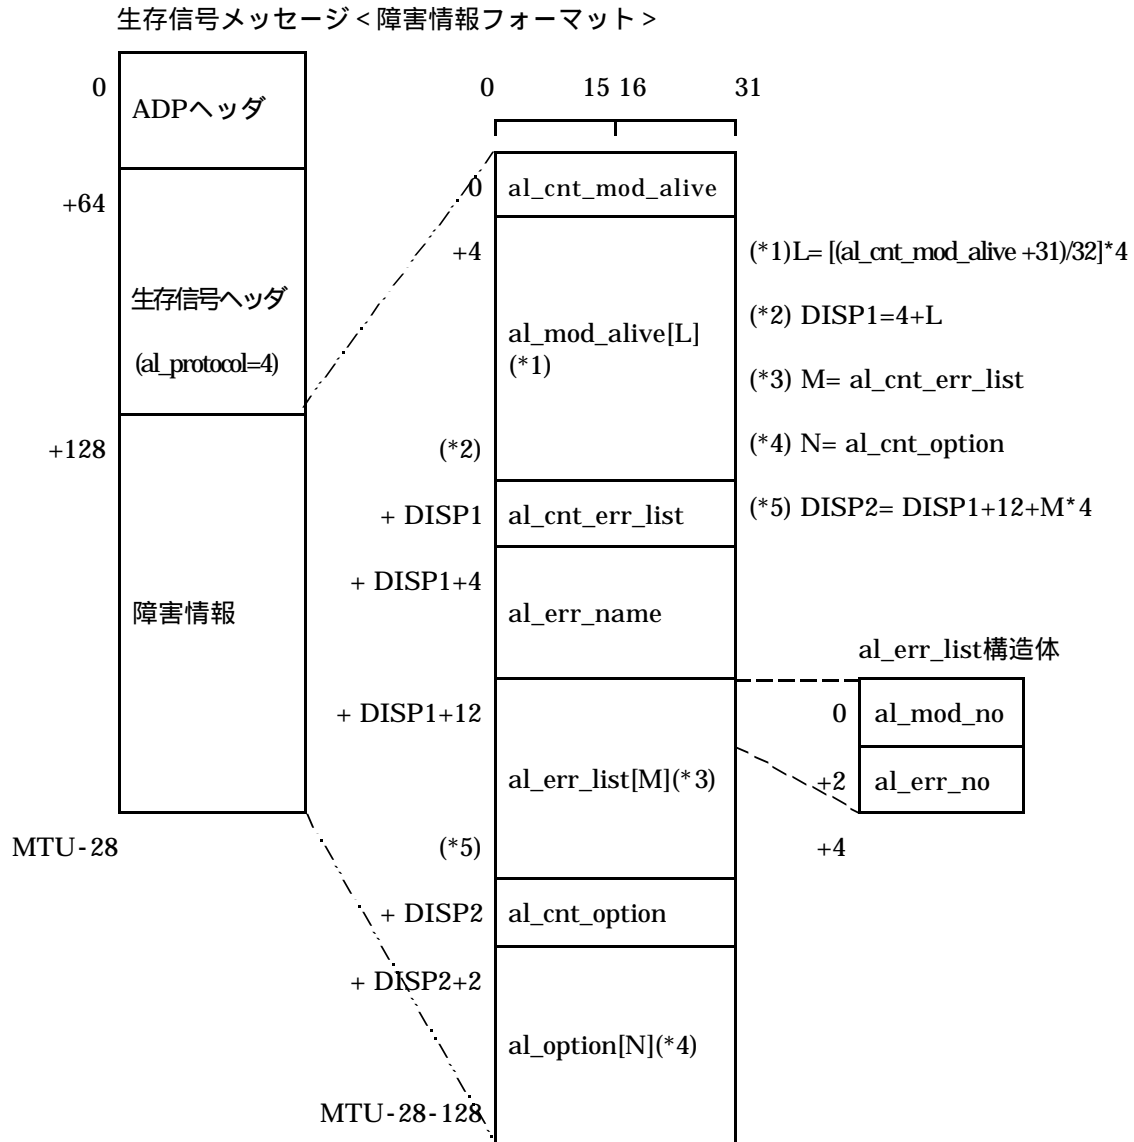 生存信号メッセージ < 障害情報フォーマット >
0
ADPヘッダ
+64
生存信号ヘッダ
(al_protocol=4)
+128
障害情報
MTU-28
0 15 16 31
0 al_cnt_mod_alive
+4
al_mod_alive[L]
(*1)
(*2)
+ DISP1 al_cnt_err_list
+ DISP1+4
al_err_name
+ DISP1+12
al_err_list[M](*3)
(*5)
+ DISP2 al_cnt_option
+ DISP2+2
al_option[N](*4)
MTU-28-128
(*1)L= [(al_cnt_mod_alive +31)/32]*4
(*2) DISP1=4+L
(*3) M= al_cnt_err_list
(*4) N= al_cnt_option
(*5) DISP2= DISP1+12+M*4
al_err_list構造体
0 al_mod_no
+2 al_err_no
+4